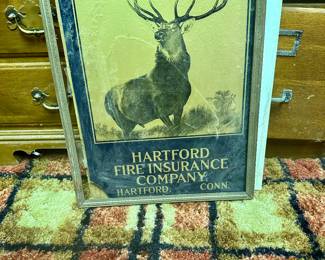 HARTFORD
FIRE INSURANCE
COMPANY.
HARTFORD, CONN.